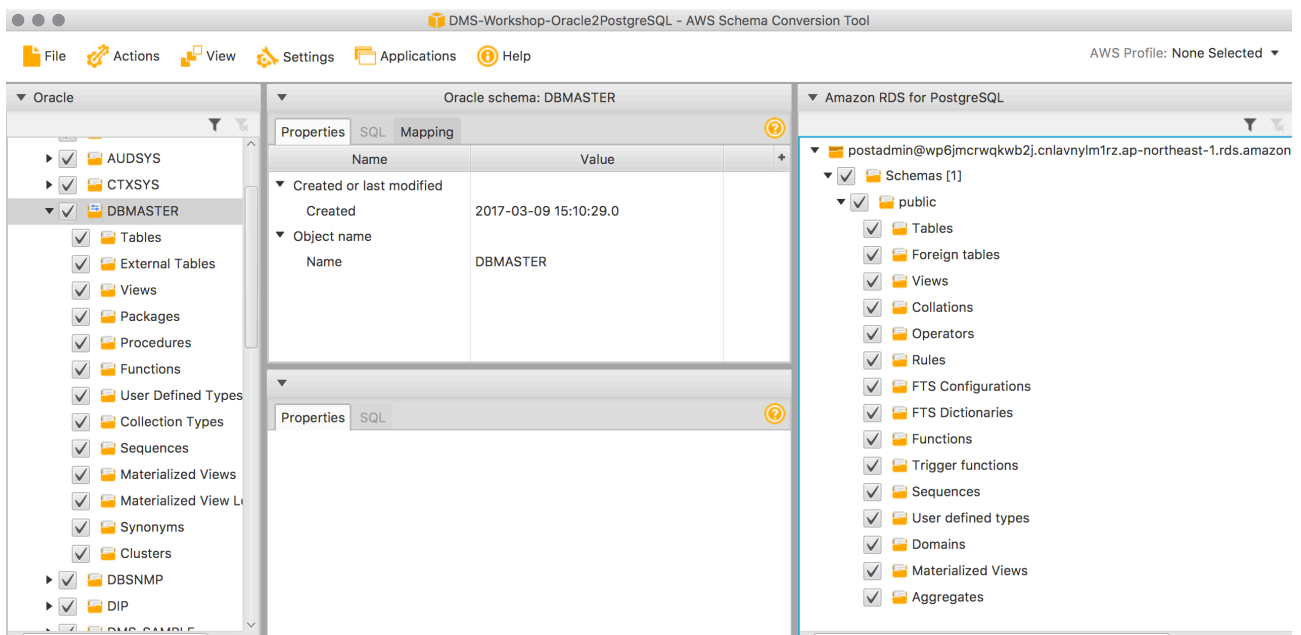 DMS-Workshop-Oracle2PostgreSQL - AWS Schema Conversion Tool
File Actions View Settings Applications Help AWS Profile: None Selected
Oracle
AUDSYS
CTXSYS
DBMASTER
Tables
External Tables
Views
Packages
Procedures
Functions
User Defined Types
Collection Types
Sequences
Materialized Views
Materialized View L
Synonyms
Clusters
DBSNMP
DIP
DMS_SAMPLE
Oracle schema: DBMASTER
Properties SQL Mapping
Name Value
Created or last modified
Created 2017-03-09 15:10:29.0
Object name
Name DBMASTER
Properties SQL
Amazon RDS for PostgreSQL
postadmin@wp6jmcrwqkwb2j.cnlavnylm1rz.ap-northeast-1.rds.amazon
Schemas [1]
public
Tables
Foreign tables
Views
Collations
Operators
Rules
FTS Configurations
FTS Dictionaries
Functions
Trigger functions
Sequences
User defined types
Domains
Materialized Views
Aggregates